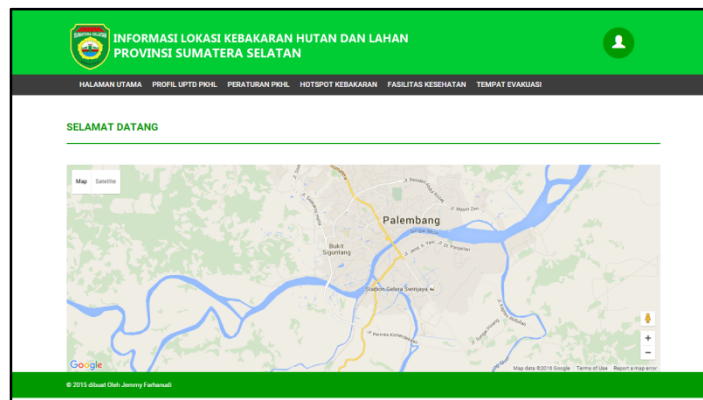 INFORMASI LOKASI KEBAKARAN HUTAN DAN LAHAN
PROVINSI SUMATERA SELATAN
HALAMAN UTAMA PROFIL UPTD PKHL PERATURAN PKHL HOTSPOT KEBAKARAN FASILITAS KESEHATAN TEMPAT EVAKUASI
SELAMAT DATANG
Map Satellite
Palembang
Bukit
Siguntang
Stadion Gelora Sriwijaya
Google
Map data ©2016 Google Terms of Use Report a map error
© 2015 dibuat Oleh Jemmy Farhanudi